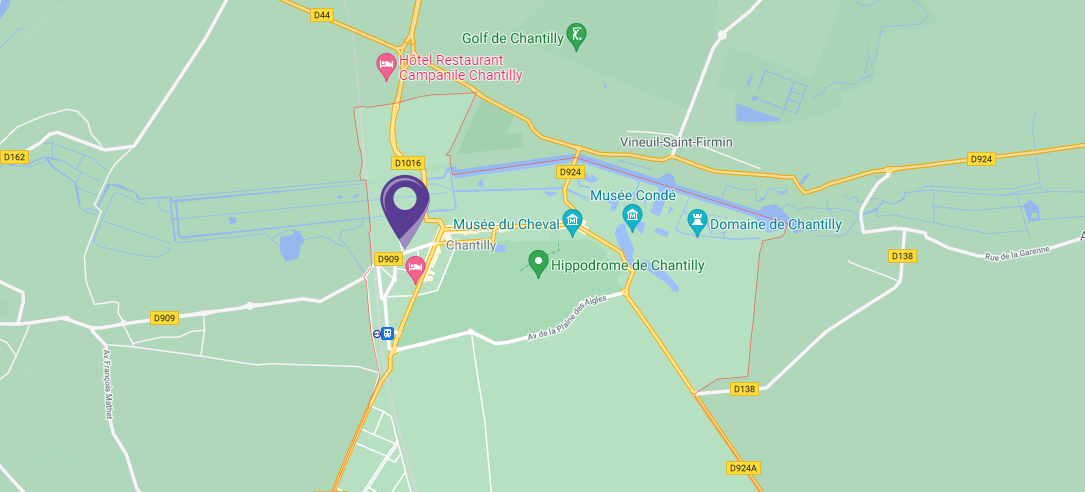 D44
Golf de Chantilly
Hôtel Restaurant
Campanile Chantilly
Vineuil-Saint-Firmin
D162
D1016
D924
D924
Musée Condé
Musée du Cheval
Domaine de Chantilly
Chantilly
D909
Hippodrome de Chantilly
D138
Rue de la Garenne
A
Av de la Plaine des Aigles
D909
Av François Mathet
D138
D924A